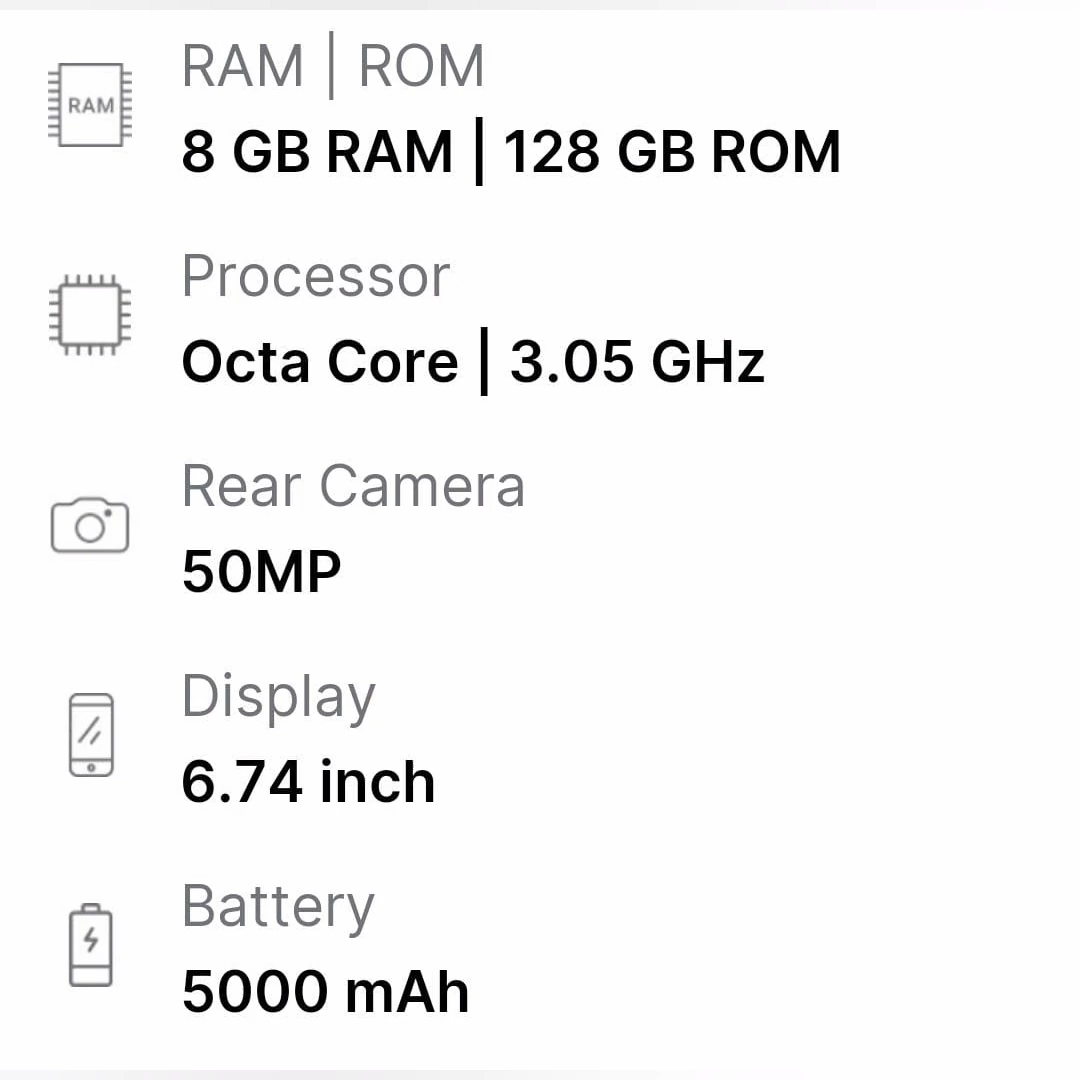 RAM | ROM
RAM
8 GB RAM | 128 GB ROM
Processor
Octa Core | 3.05 GHz
Rear Camera
50MP
Display
6.74 inch
Battery
5000 mAh